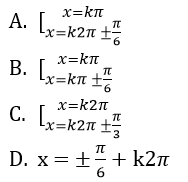 A. [x=kπ
x=k2π ±π/6
B. [x=kπ
x=kπ ±π/6
C. [x=k2π
x=k2π ±π/3
D. x = ±π/6 + k2π